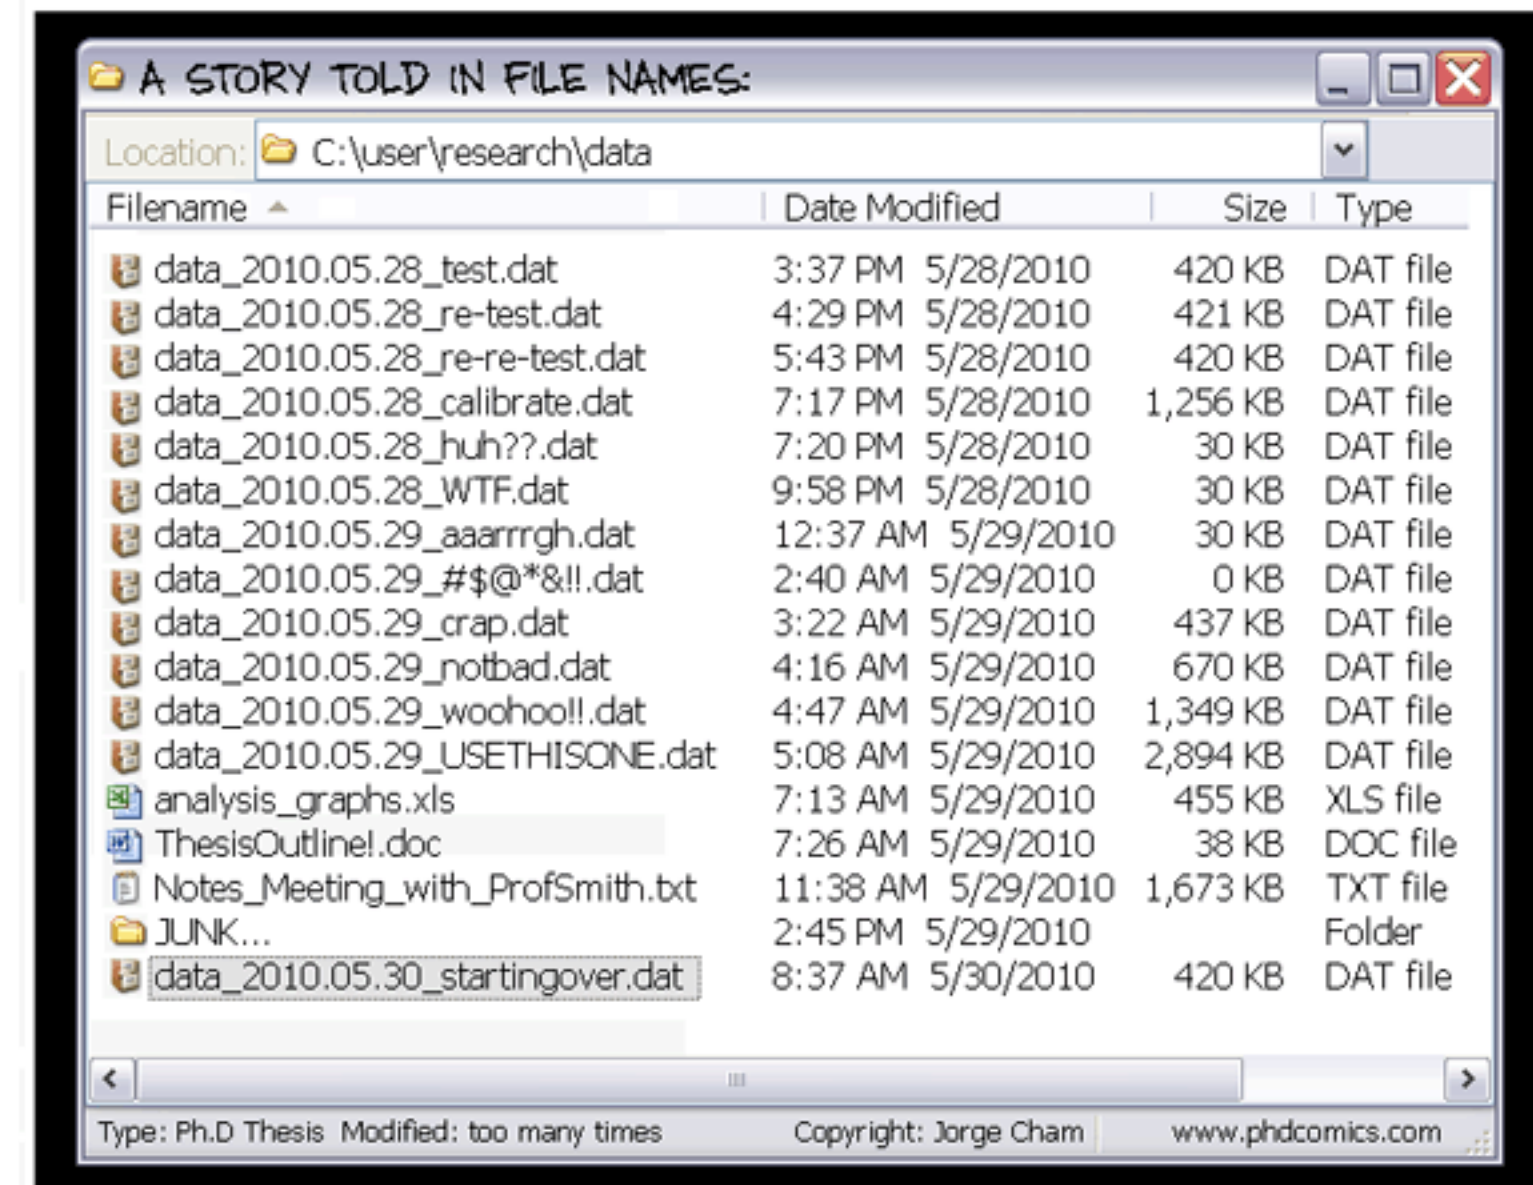 A STORY TOLD IN FILE NAMES:
Location: C:\user\research\data
Filename Date Modified Size Type
data_2010.05.28_test.dat 3:37 PM 5/28/2010 420 KB DAT file
data_2010.05.28_re-test.dat 4:29 PM 5/28/2010 421 KB DAT file
data_2010.05.28_re-re-test.dat 5:43 PM 5/28/2010 420 KB DAT file
data_2010.05.28_calibrate.dat 7:17 PM 5/28/2010 1,256 KB DAT file
data_2010.05.28_huh??.dat 7:20 PM 5/28/2010 30 KB DAT file
data_2010.05.28_WTF.dat 9:58 PM 5/28/2010 30 KB DAT file
data_2010.05.29_aaarrrgh.dat 12:37 AM 5/29/2010 30 KB DAT file
data_2010.05.29_#$@*&!!.dat 2:40 AM 5/29/2010 0 KB DAT file
data_2010.05.29_crap.dat 3:22 AM 5/29/2010 437 KB DAT file
data_2010.05.29_notbad.dat 4:16 AM 5/29/2010 670 KB DAT file
data_2010.05.29_woohoo!!.dat 4:47 AM 5/29/2010 1,349 KB DAT file
data_2010.05.29_USETHISONE.dat 5:08 AM 5/29/2010 2,894 KB DAT file
analysis_graphs.xls 7:13 AM 5/29/2010 455 KB XLS file
ThesisOutline!.doc 7:26 AM 5/29/2010 38 KB DOC file
Notes_Meeting_with_ProfSmith.txt 11:38 AM 5/29/2010 1,673 KB TXT file
JUNK... 2:45 PM 5/29/2010 Folder
data_2010.05.30_startingover.dat 8:37 AM 5/30/2010 420 KB DAT file
Type: Ph.D Thesis Modified: too many times Copyright: Jorge Cham www.phdcomics.com